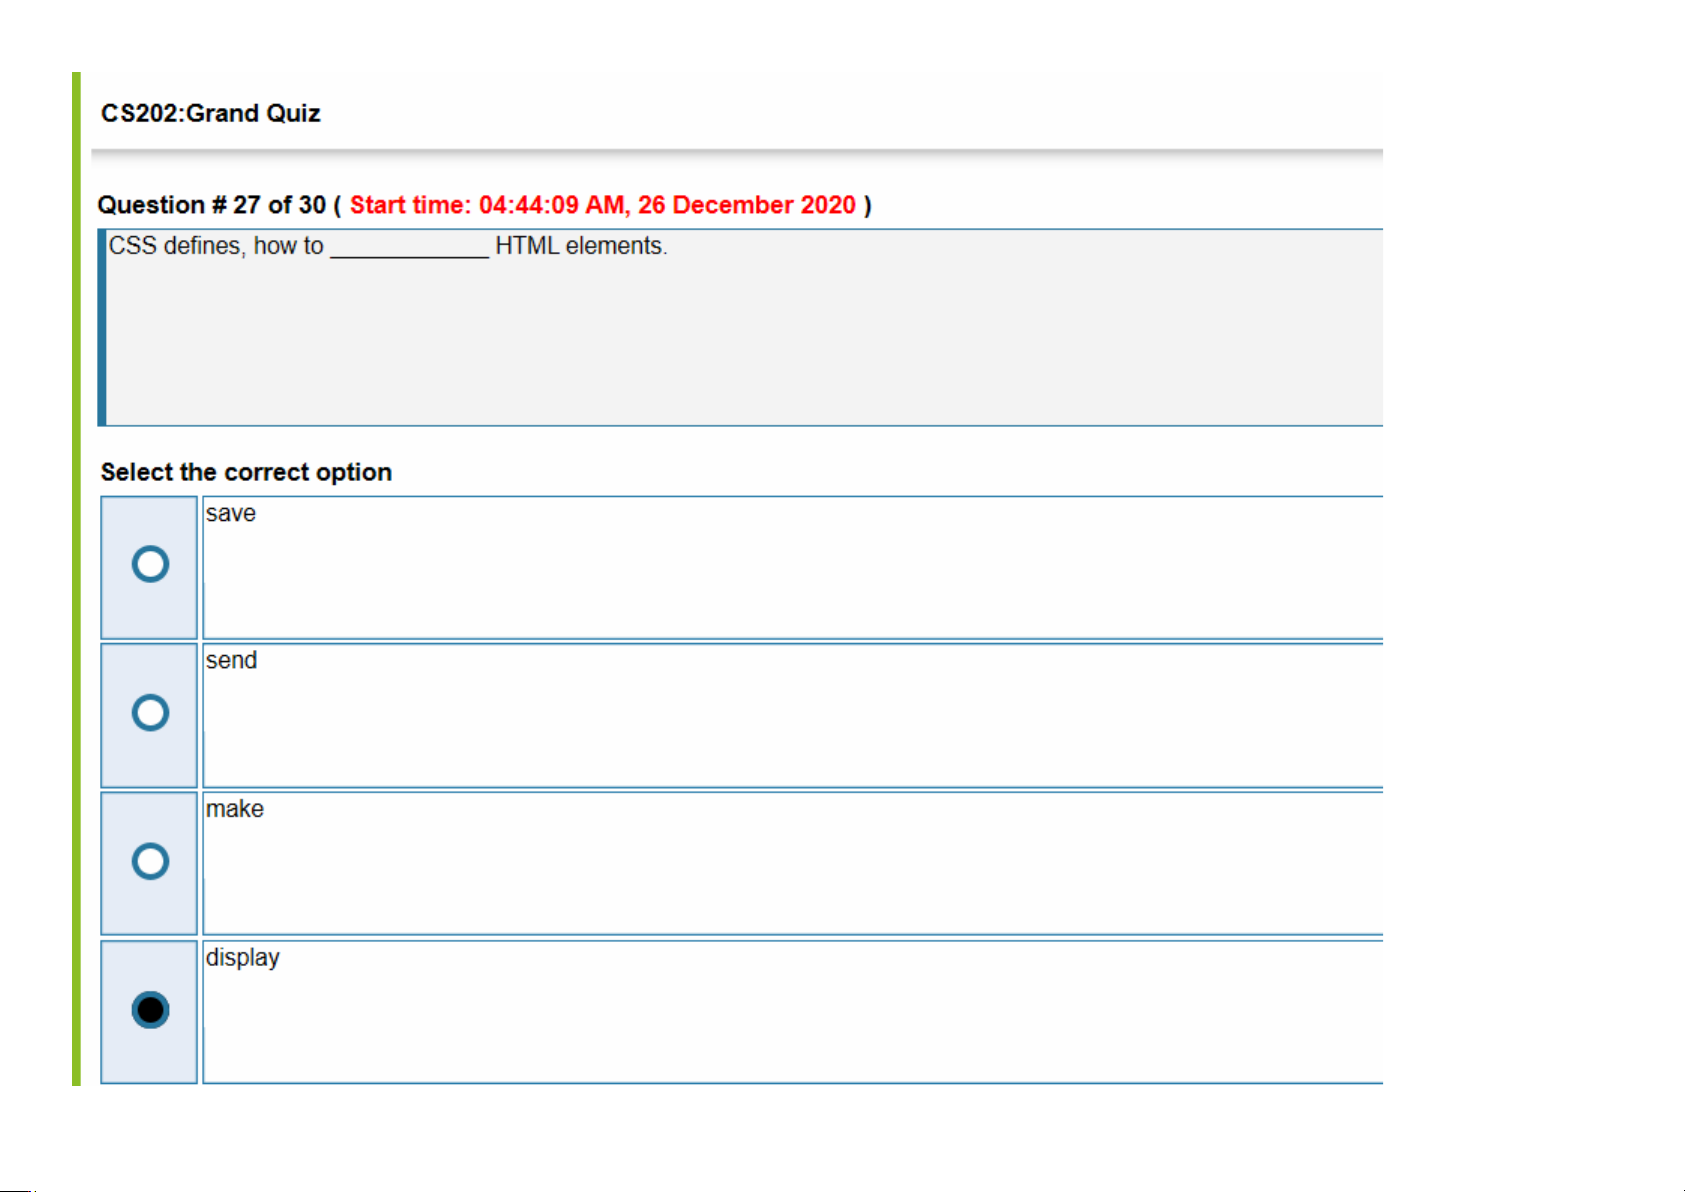 CS202:Grand Quiz
Question # 27 of 30 ( Start time: 04:44:09 AM, 26 December 2020 )
CSS defines, how to ____________ HTML elements.
Select the correct option
save
send
make
display